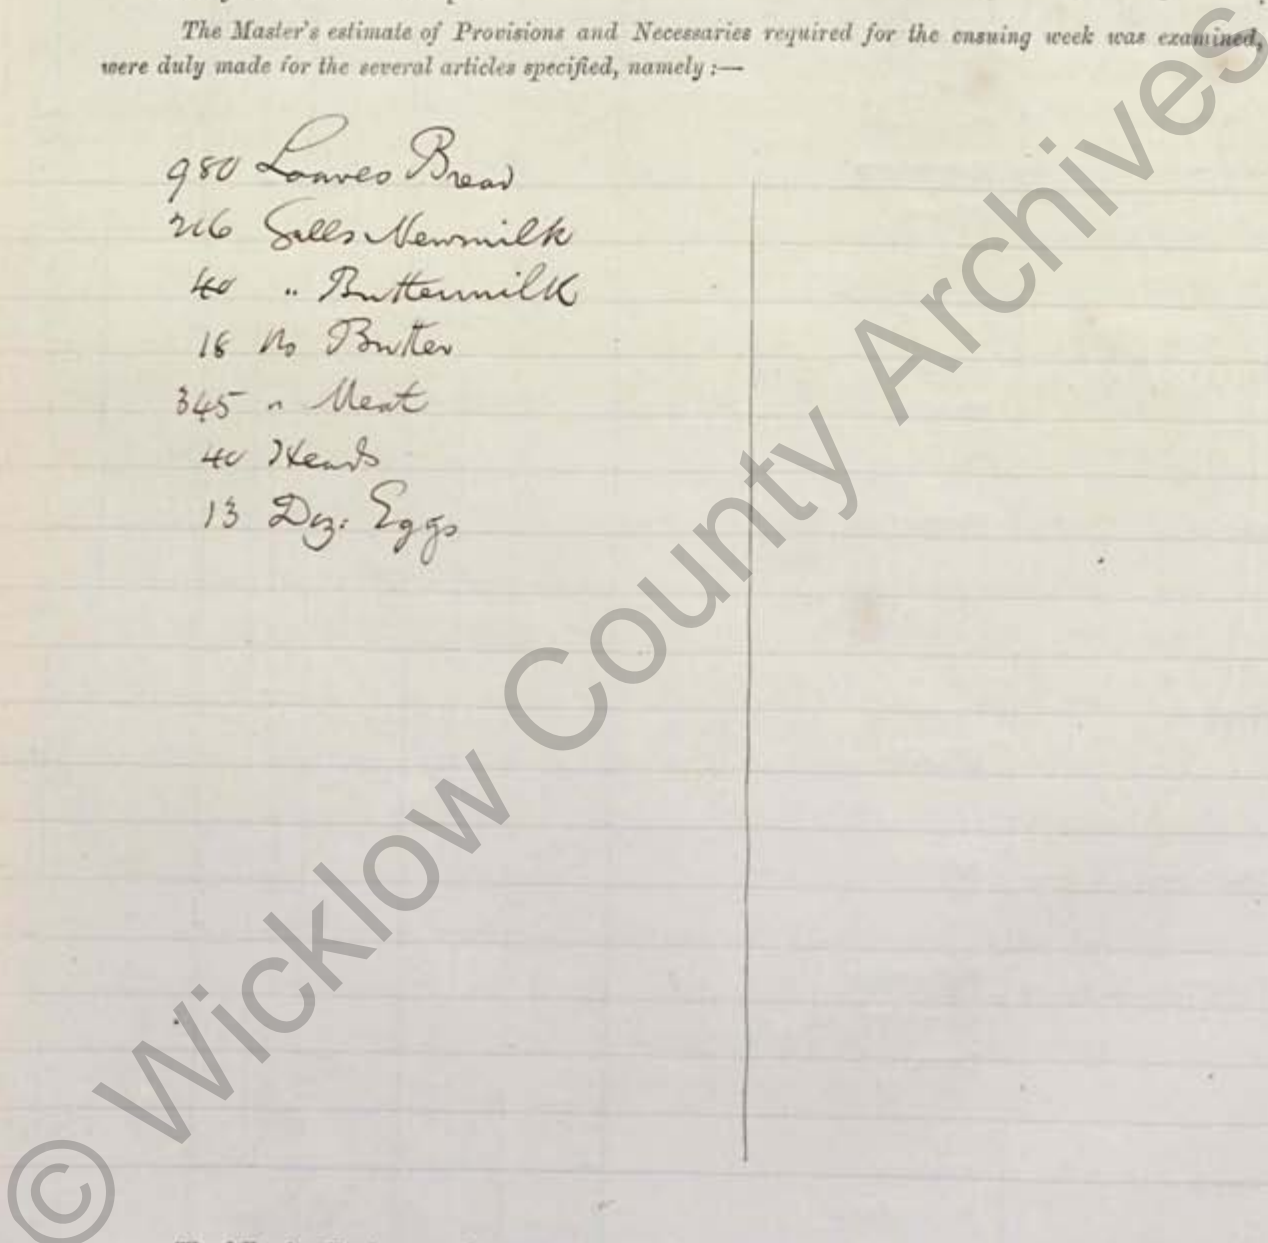 The Master's estimate of Provisions and Necessaries required for the ensuing week was examined,
were duly made for the several articles specified, namely :—
980 Loaves Bread
216 Galls Newmilk
40 " Buttermilk
18 lbs Butter
345 " Meat
40 Heads
13 Doz: Eggs
© Wicklow County Archives